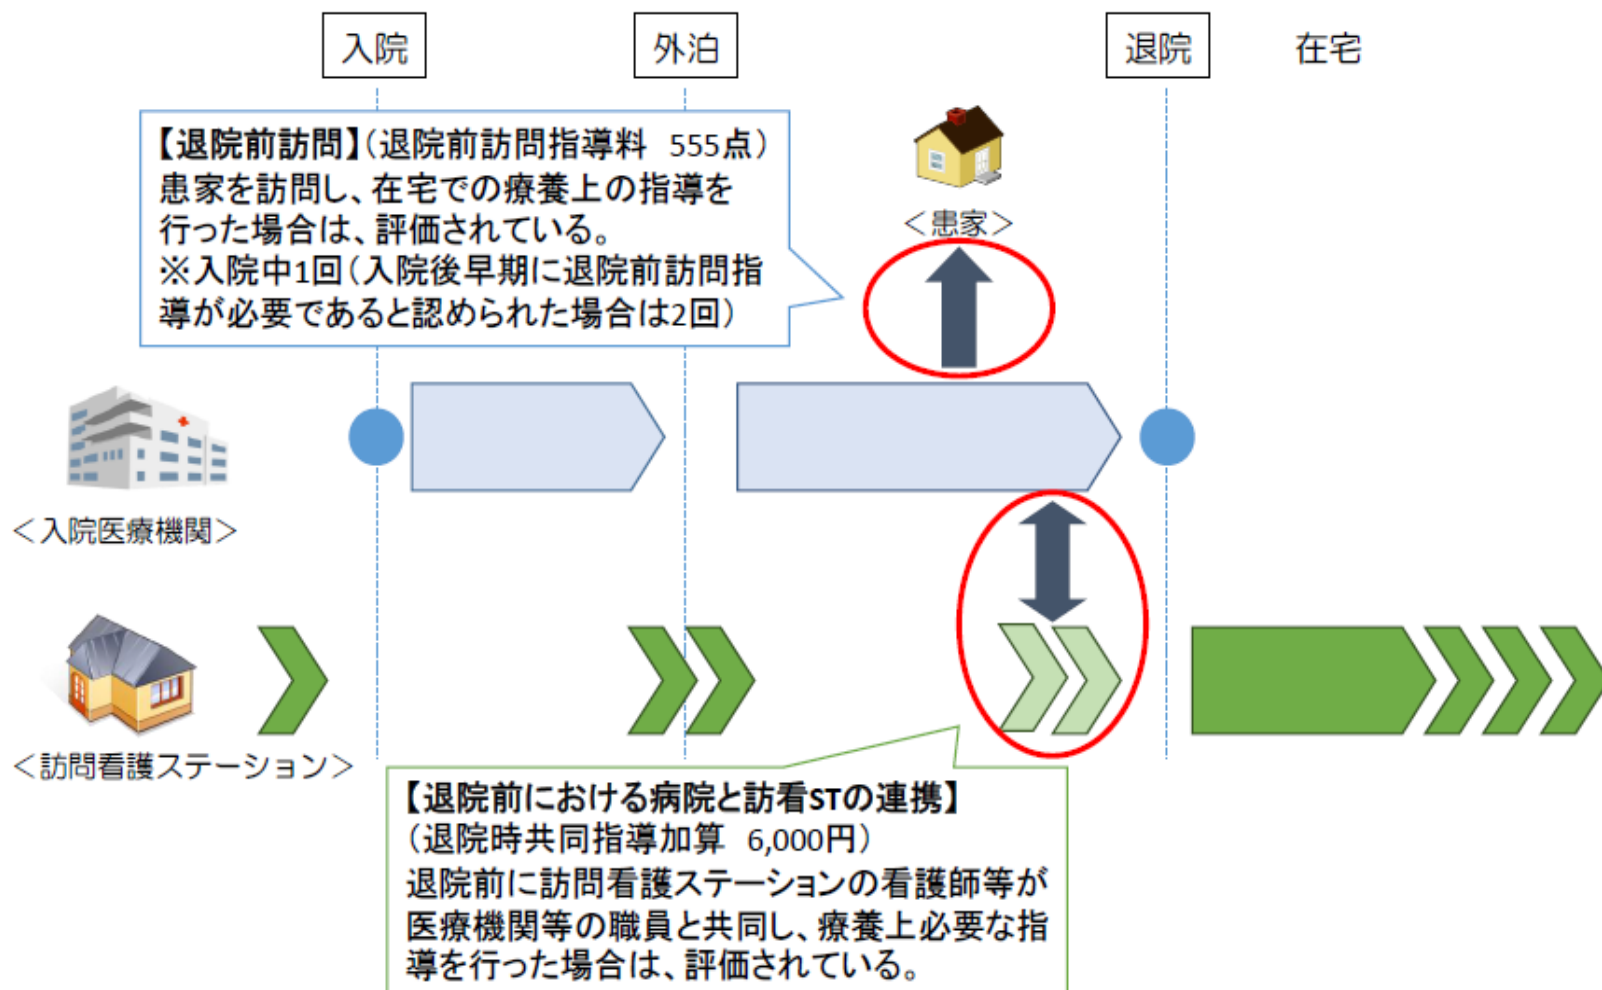 入院
外泊
退院
在宅
【退院前訪問】(退院前訪問指導料 555点)
患家を訪問し、在宅での療養上の指導を
行った場合は、評価されている。
※入院中1回(入院後早期に退院前訪問指
導が必要であると認められた場合は2回)
＜患家＞
＜入院医療機関＞
＜訪問看護ステーション＞
【退院前における病院と訪看STの連携】
(退院時共同指導加算 6,000円)
退院前に訪問看護ステーションの看護師等が
医療機関等の職員と共同し、療養上必要な指
導を行った場合は、評価されている。